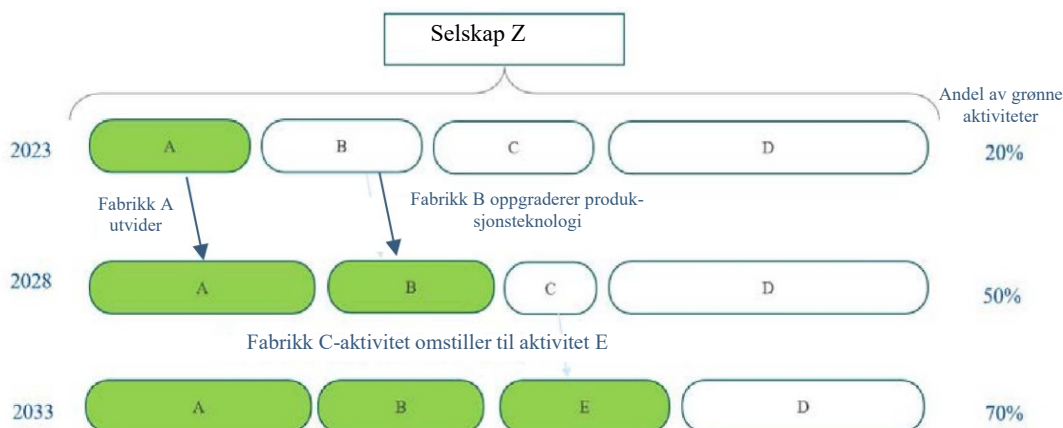 Selskap Z
Andel av grønne
aktiviteter
2023
A
B
C
D
20%
Fabrikk A
utvider
Fabrikk B oppgraderer produk-
sjonsteknologi
2028
A
B
C
D
50%
Fabrikk C-aktivitet omstiller til aktivitet E
2033
A
B
E
D
70%